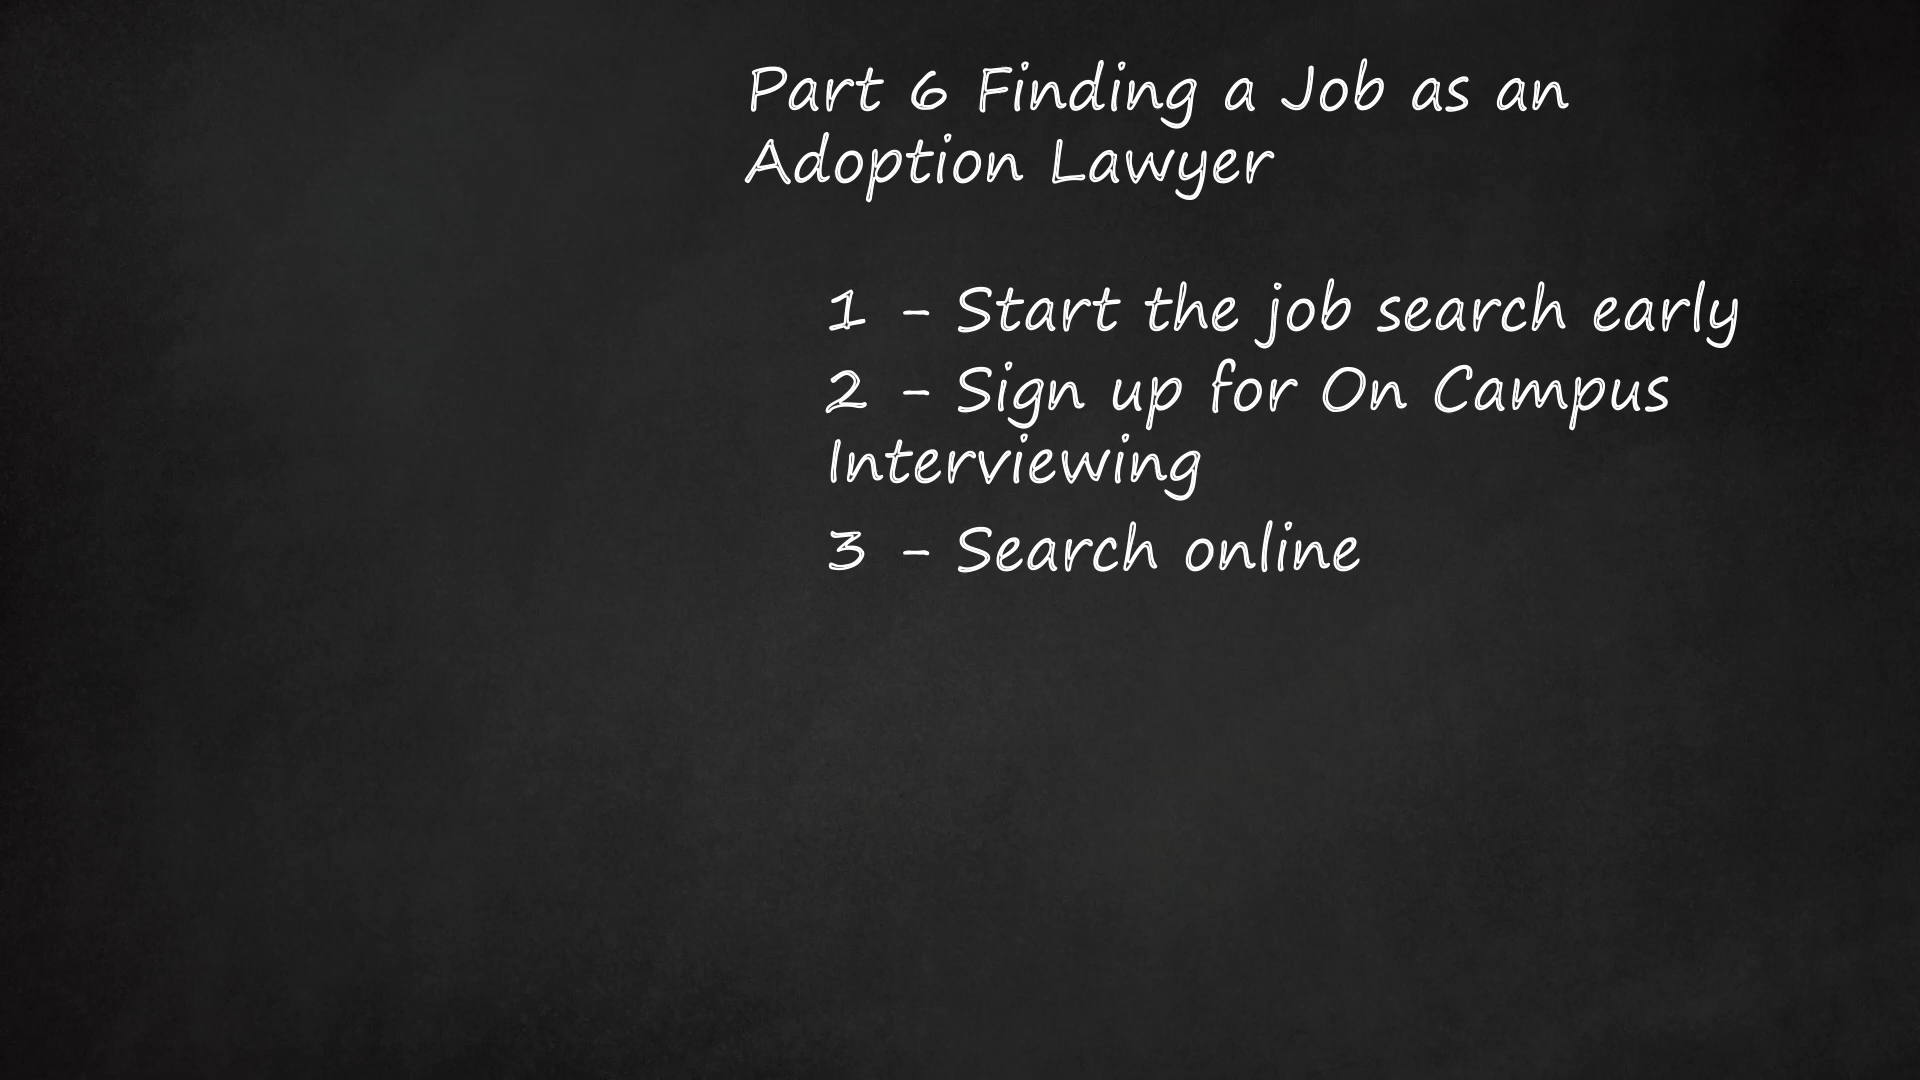 Part 6 Finding a Job as an
Adoption Lawyer
1 - Start the job search early
2 - Sign up for On Campus
Interviewing
3 - Search online